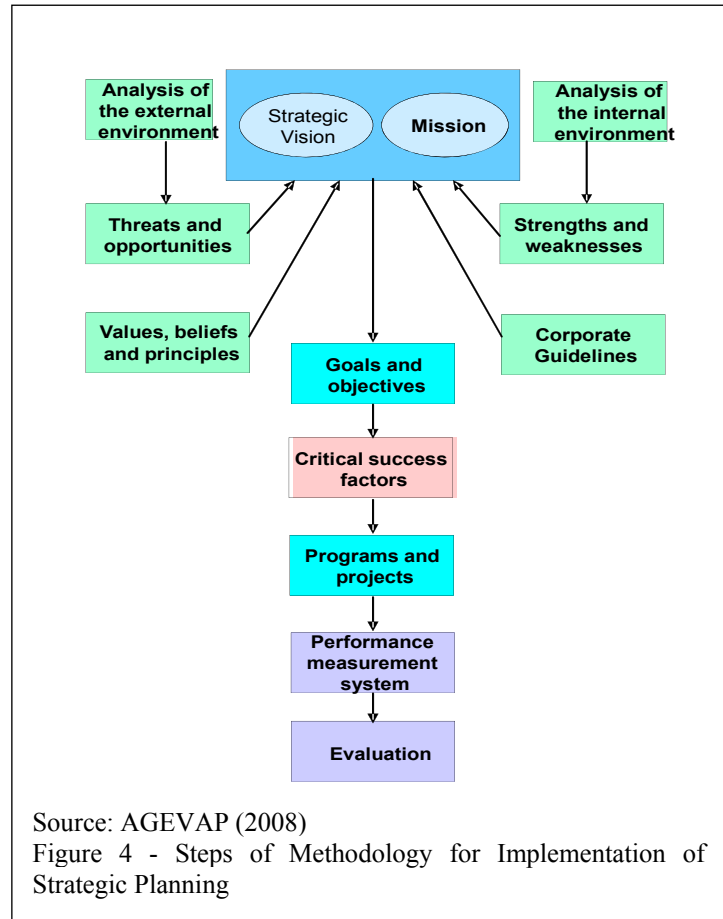 Analysis of
the external
environment
Strategic
Vision
Mission
Analysis of
the internal
environment
Threats and
opportunities
Strengths and
weaknesses
Values, beliefs
and principles
Corporate
Guidelines
Goals and
objectives
Critical success
factors
Programs and
projects
Performance
measurement
system
Evaluation
Source: AGEVAP (2008)
Figure 4 - Steps of Methodology for Implementation of
Strategic Planning